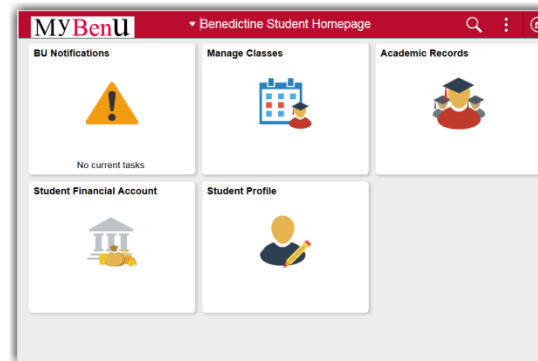 MyBenU
Benedictine Student Homepage
BU Notifications
Manage Classes
Academic Records
No current tasks
Student Financial Account
Student Profile